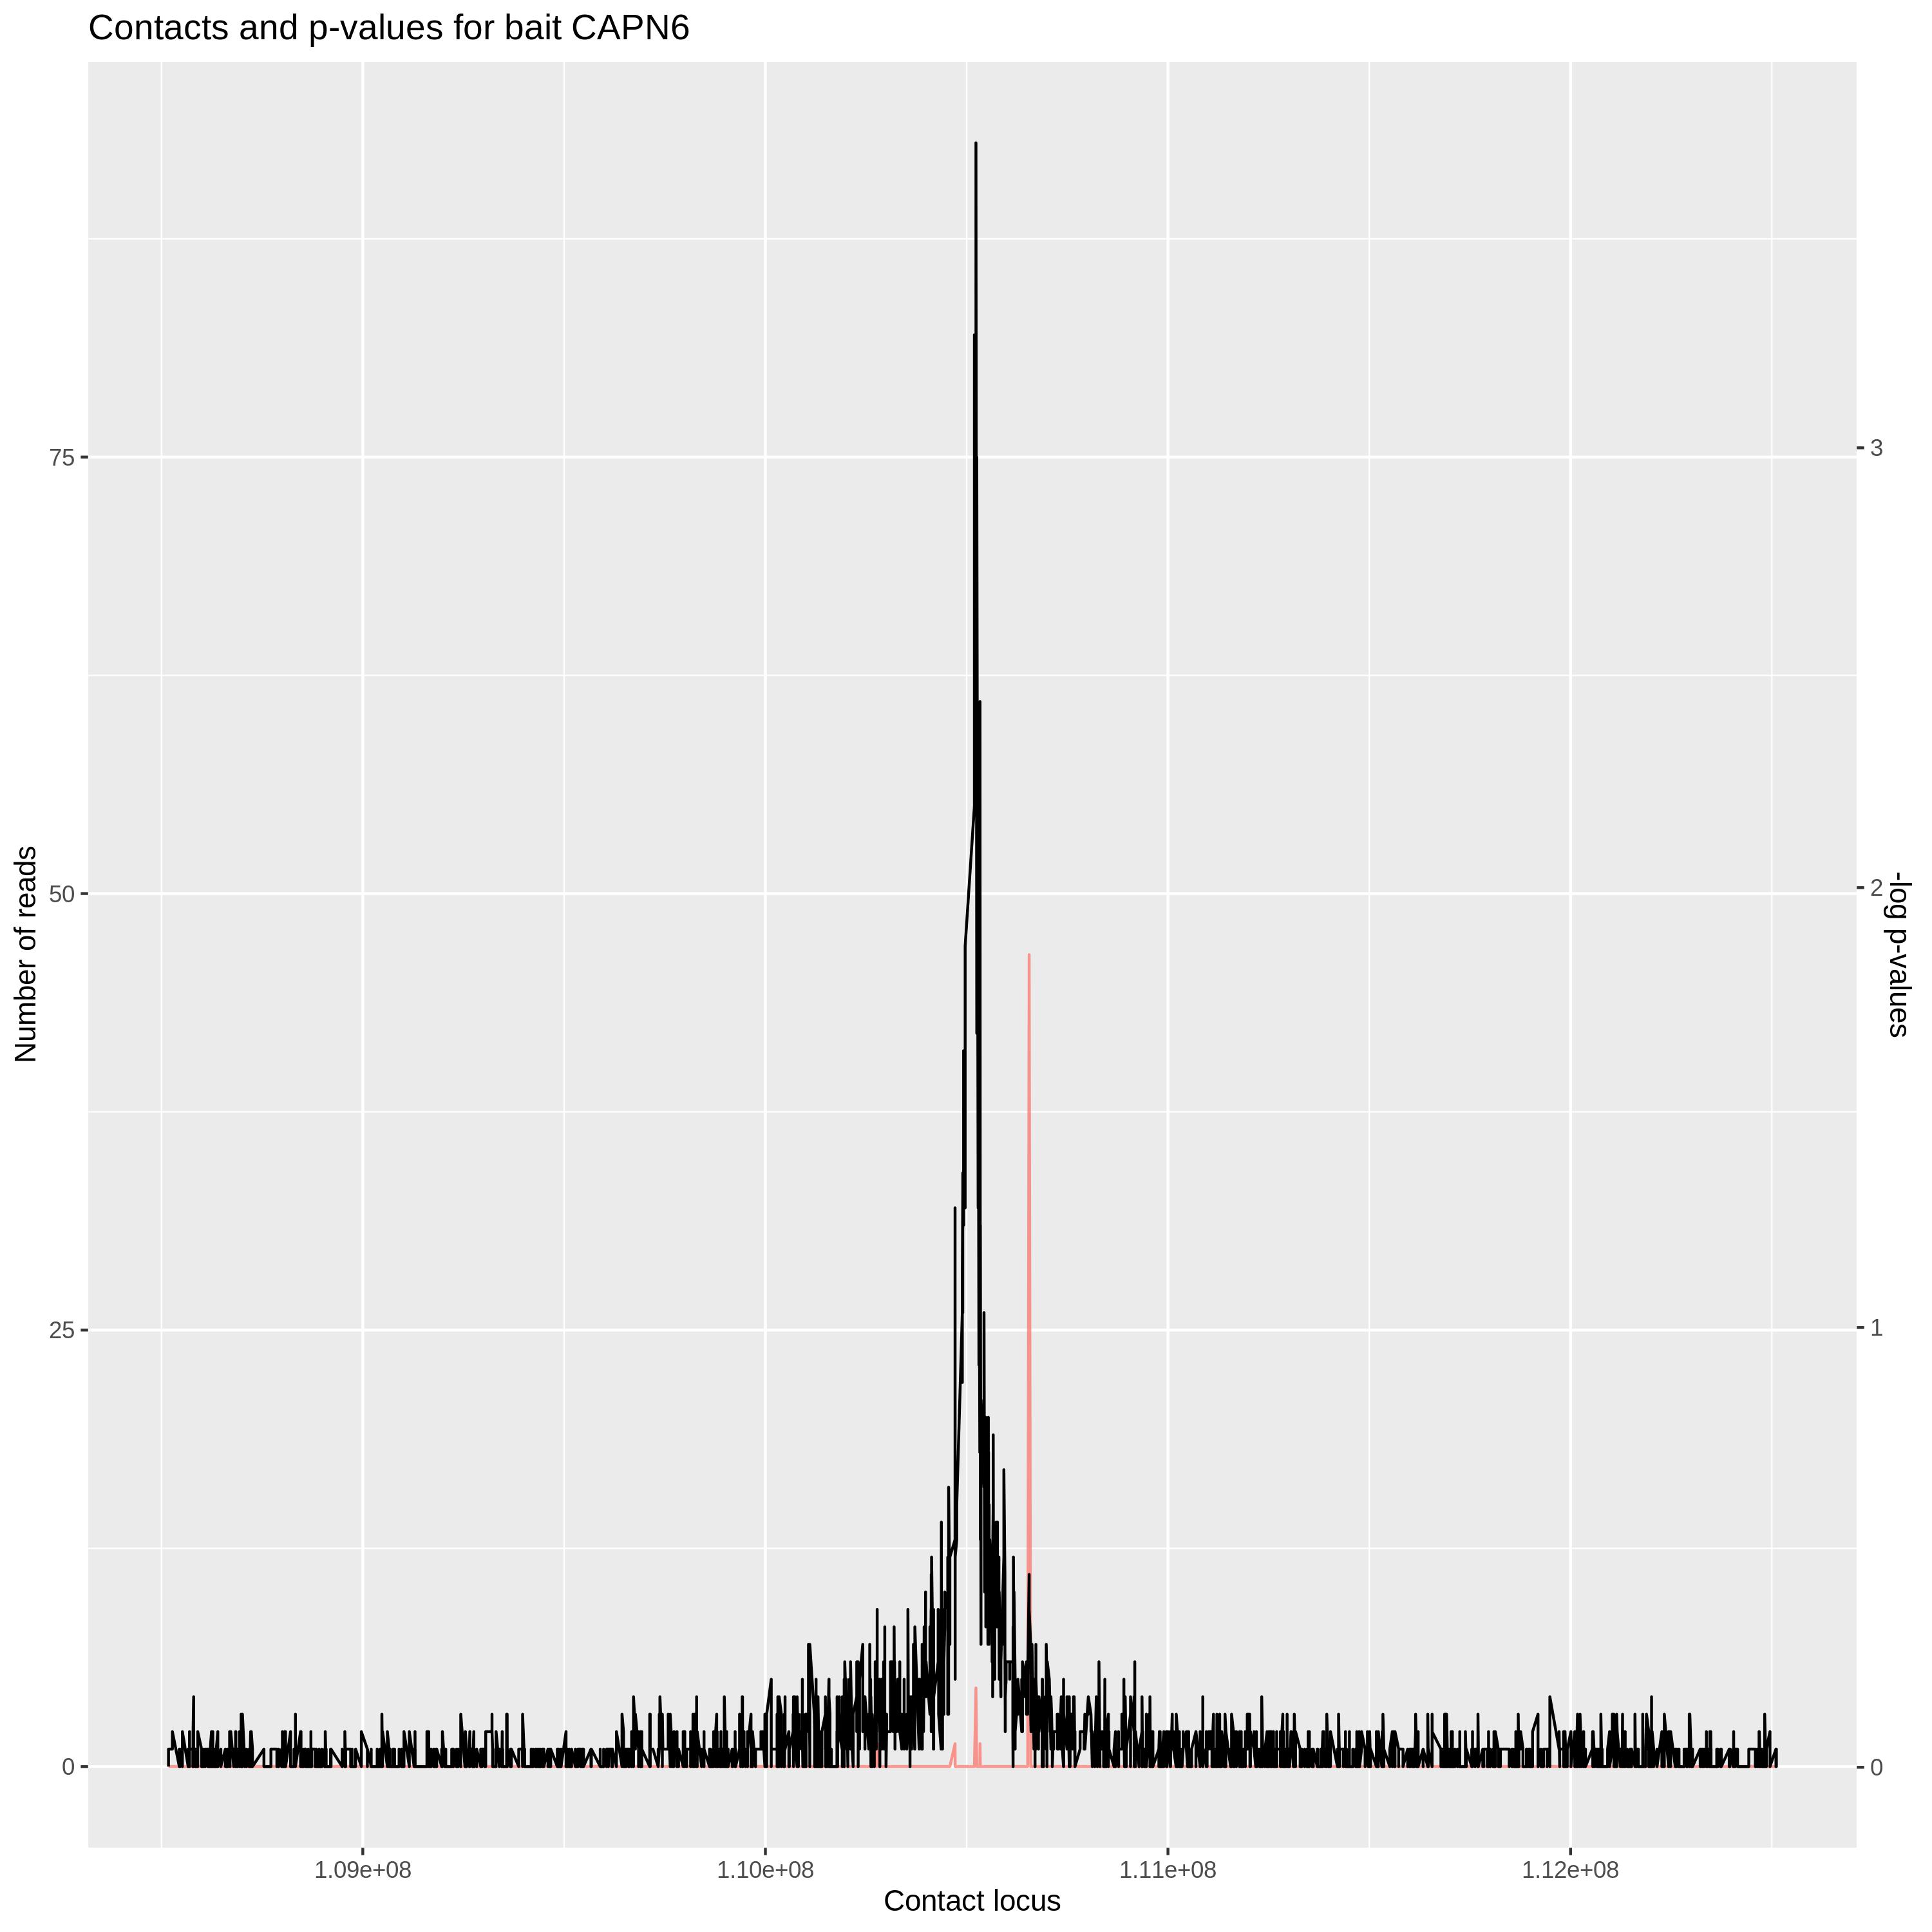 Contacts and p-values for bait CAPN6
Number of reads
75
50
25
0
3
2
1
0
-log p-values
1.09e+08
1.10e+08
1.11e+08
1.12e+08
Contact locus